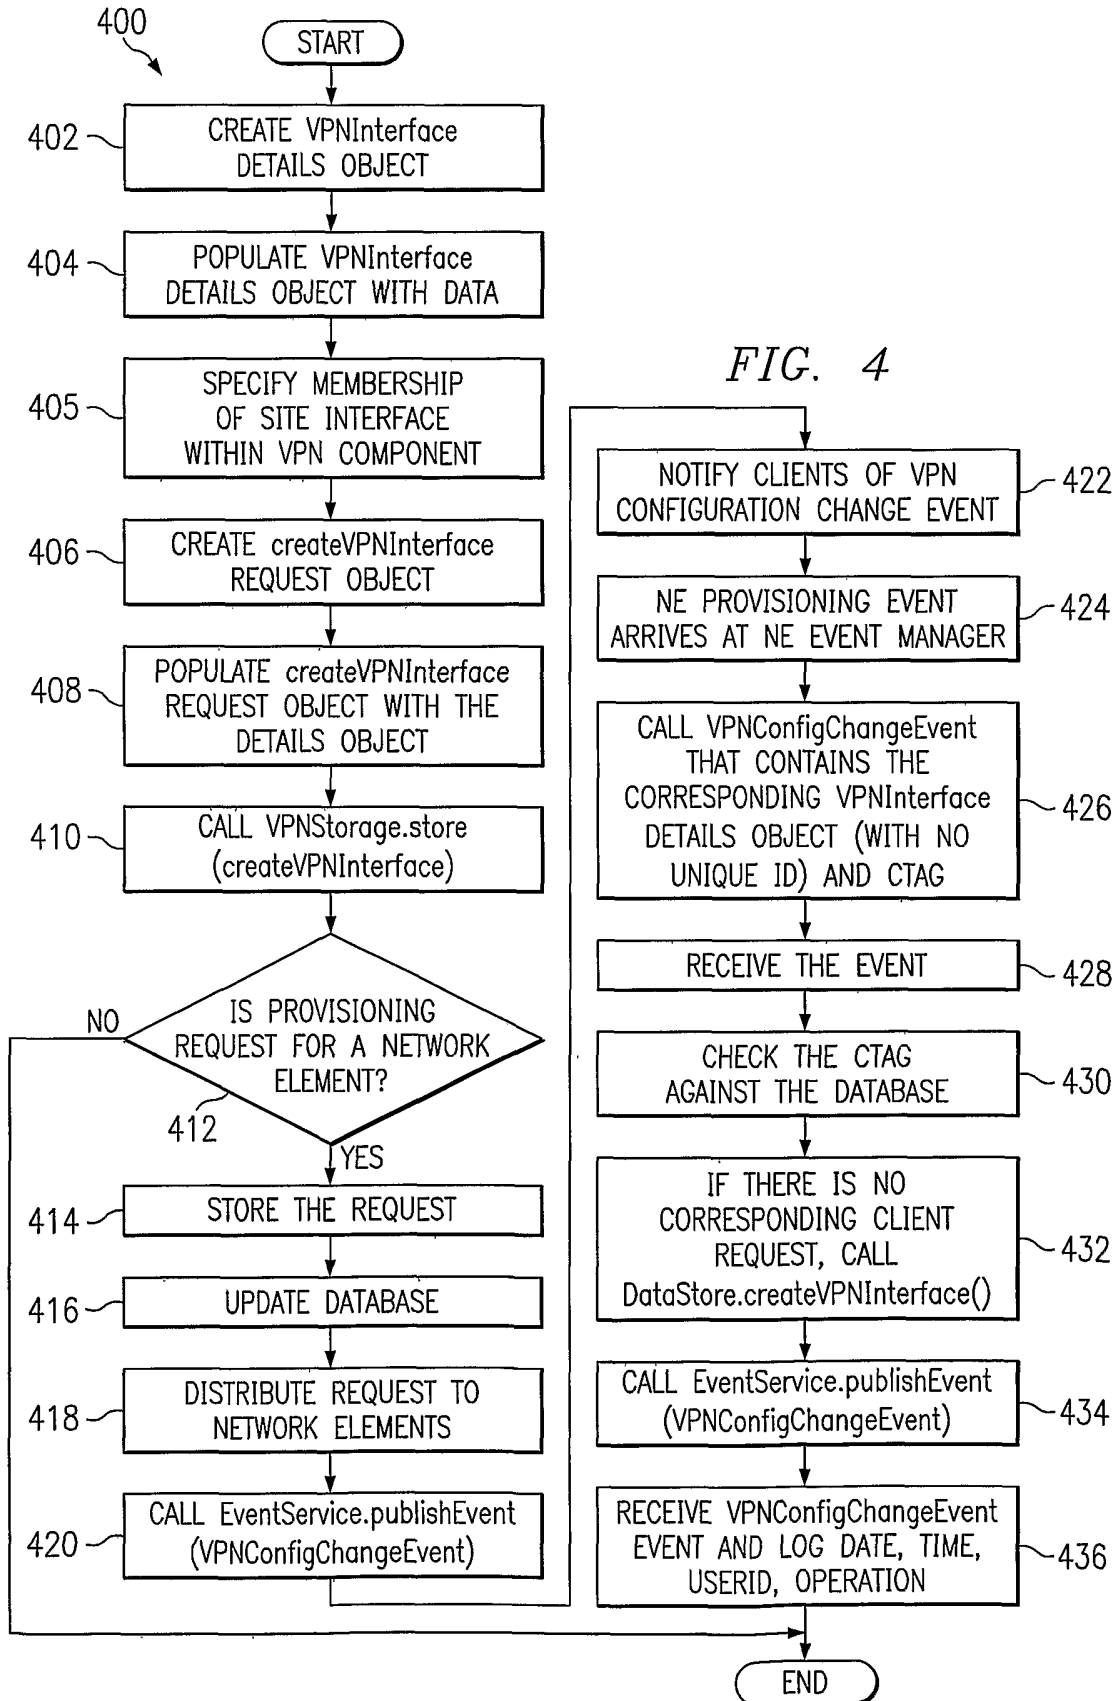 400
START
402
CREATE VPNInterface
DETAILS OBJECT
404
POPULATE VPNInterface
DETAILS OBJECT WITH DATA
405
SPECIFY MEMBERSHIP
OF SITE INTERFACE
WITHIN VPN COMPONENT
406
CREATE createVPNInterface
REQUEST OBJECT
408
POPULATE createVPNInterface
REQUEST OBJECT WITH THE
DETAILS OBJECT
410
CALL VPNStorage.store
(createVPNInterface)
NO
IS PROVISIONING
REQUEST FOR A NETWORK
ELEMENT?
412
YES
414
STORE THE REQUEST
416
UPDATE DATABASE
418
DISTRIBUTE REQUEST TO
NETWORK ELEMENTS
420
CALL EventService.publishEvent
(VPNConfigChangeEvent)
FIG. 4
NOTIFY CLIENTS OF VPN
CONFIGURATION CHANGE EVENT
422
NE PROVISIONING EVENT
ARRIVES AT NE EVENT MANAGER
424
CALL VPNConfigChangeEvent
THAT CONTAINS THE
CORRESPONDING VPNInterface
DETAILS OBJECT (WITH NO
UNIQUE ID) AND CTAG
426
RECEIVE THE EVENT
428
CHECK THE CTAG
AGAINST THE DATABASE
430
IF THERE IS NO
CORRESPONDING CLIENT
REQUEST, CALL
DataStore.createVPNInterface()
432
CALL EventService.publishEvent
(VPNConfigChangeEvent)
434
RECEIVE VPNConfigChangeEvent
EVENT AND LOG DATE, TIME,
USERID, OPERATION
436
END